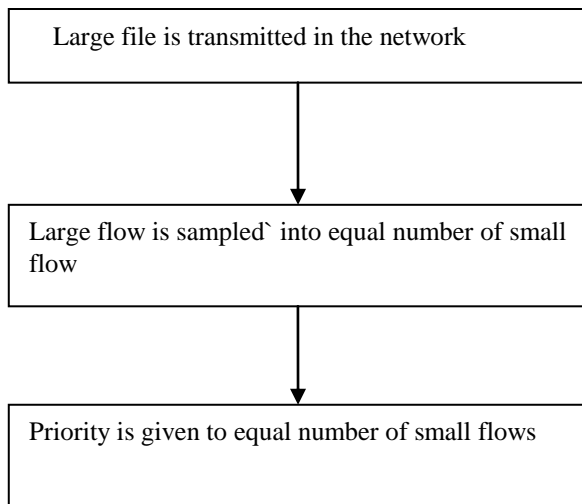 Large file is transmitted in the network
Large flow is sampled` into equal number of small
flow
Priority is given to equal number of small flows